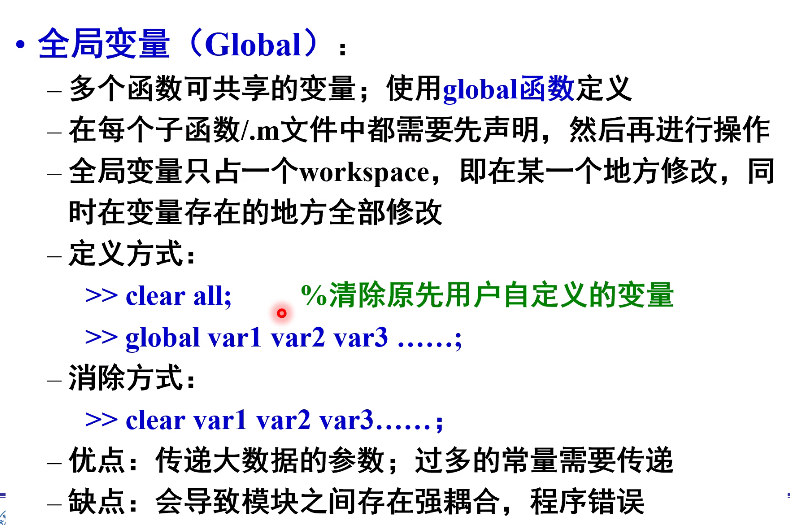 • 全局变量（Global）：
– 多个函数可共享的变量；使用global函数定义
– 在每个子函数/.m文件中都需要先声明，然后再进行操作
– 全局变量只占一个workspace，即在某一个地方修改，同
时在变量存在的地方全部修改
– 定义方式：
>> clear all; %清除原先用户自定义的变量
>> global var1 var2 var3 ……;
– 消除方式：
>> clear var1 var2 var3……；
– 优点：传递大数据的参数；过多的常量需要传递
– 缺点：会导致模块之间存在强耦合，程序错误